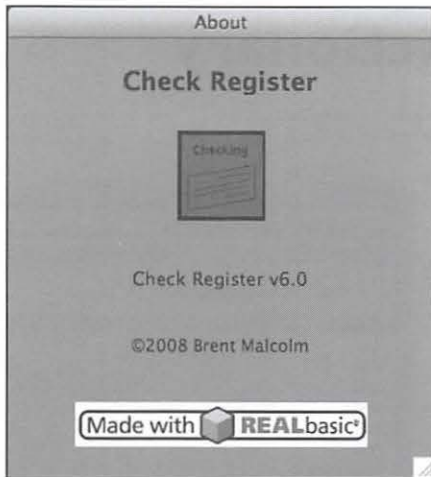 About
Check Register
Checking
Check Register v6.0
©2008 Brent Malcolm
Made with REALbasic®